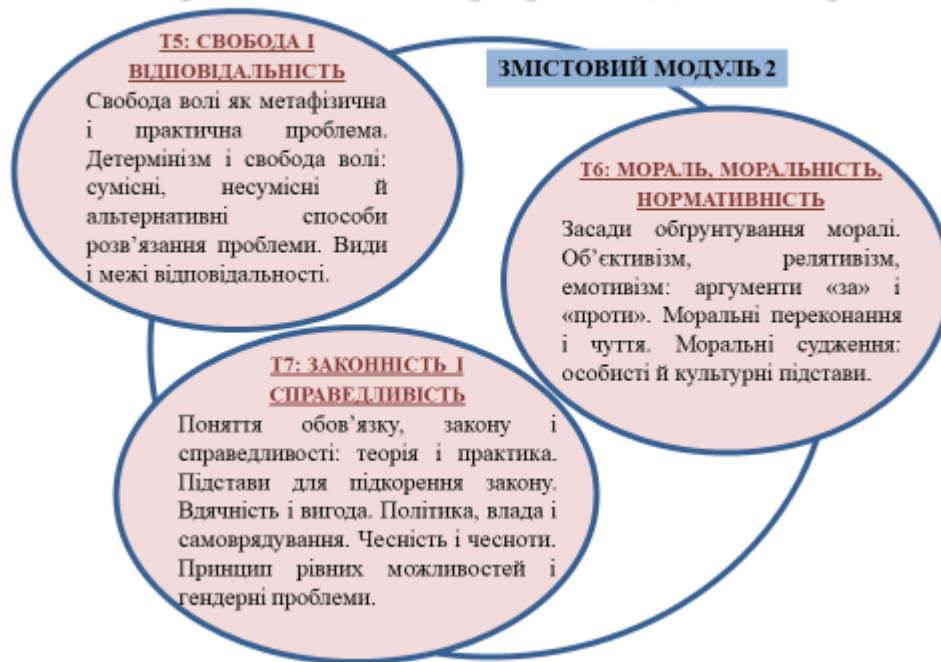 Т5: СВОБОДА І
ВІДПОВІДАЛЬНІСТЬ
Свобода волі як метафізична
і практична проблема.
Детермінізм і свобода волі:
сумісні, несумісні й
альтернативні способи
розв’язання проблеми. Види
і межі відповідальності.
ЗМІСТОВИЙ МОДУЛЬ 2
Т6: МОРАЛЬ, МОРАЛЬНІСТЬ,
НОРМАТИВНІСТЬ
Засади обґрунтування моралі.
Об’єктивізм, релятивізм,
емотивізм: аргументи «за» і
«проти». Моральні переконання
і чуття. Моральні судження:
особисті й культурні підстави.
Т7: ЗАКОННІСТЬ І
СПРАВЕДЛИВІСТЬ
Поняття обов’язку, закону і
справедливості: теорія і практика.
Підстави для підкорення закону.
Вдячність і вигода. Політика, влада і
самоврядування. Чесність і чесноти.
Принцип рівних можливостей і
гендерні проблеми.